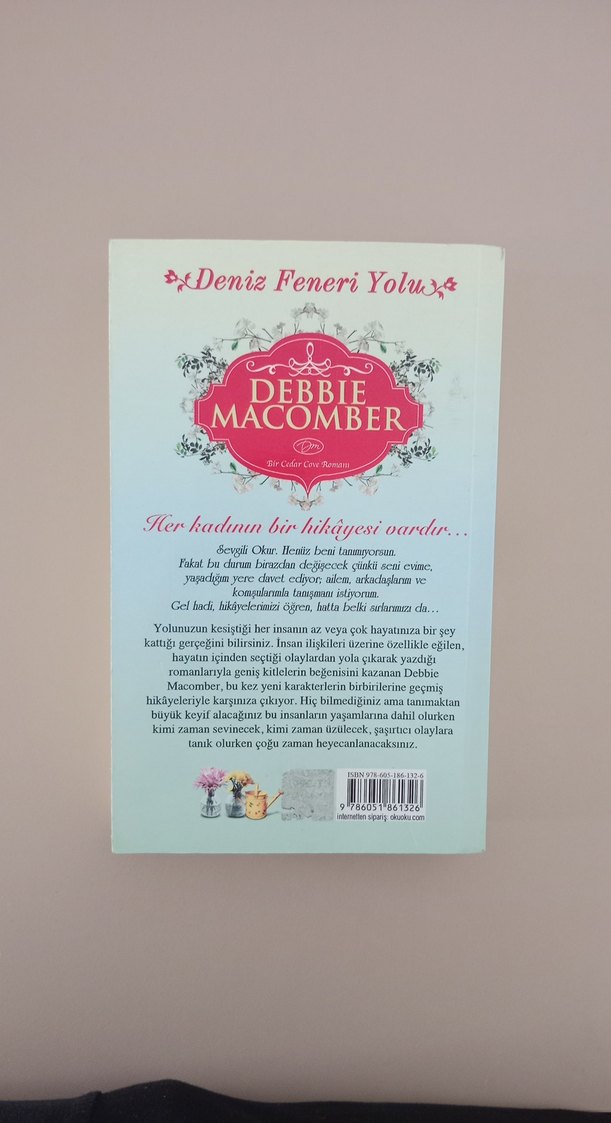 Deniz Feneri Yolu
DEBBIE
MACOMBER
Dm
Bir Cedar Cove Romanı
Her kadının bir hikâyesi vardır...
Sevgili Okur. Henüz beni tanımıyorsun.
Fakat bu durum birazdan değişecek çünkü seni evime,
yaşadığım yere davet ediyor; ailem, arkadaşlarım ve
komşularımla tanışmanı istiyorum.
Gel hadi, hikâyelerimizi öğren, hatta belki sırlarımızı da...
Yolunuzun kesiştiği her insanın az veya çok hayatınıza bir şey
kattığı gerçeğini bilirsiniz. İnsan ilişkileri üzerine özellikle eğilen,
hayatın içinden seçtiği olaylardan yola çıkarak yazdığı
romanlarıyla geniş kitlelerin beğenisini kazanan Debbie
Macomber, bu kez yeni karakterlerin birbirilerine geçmiş
hikâyeleriyle karşınıza çıkıyor. Hiç bilmediğiniz ama tanımaktan
büyük keyif alacağınız bu insanların yaşamlarına dahil olurken
kimi zaman sevinecek, kimi zaman üzülecek, şaşırtıcı olaylara
tanık olurken çoğu zaman heyecanlanacaksınız.
ISBN 978-605-186-132-6
9 786051 861326
internetten sipariş: okuoku.com